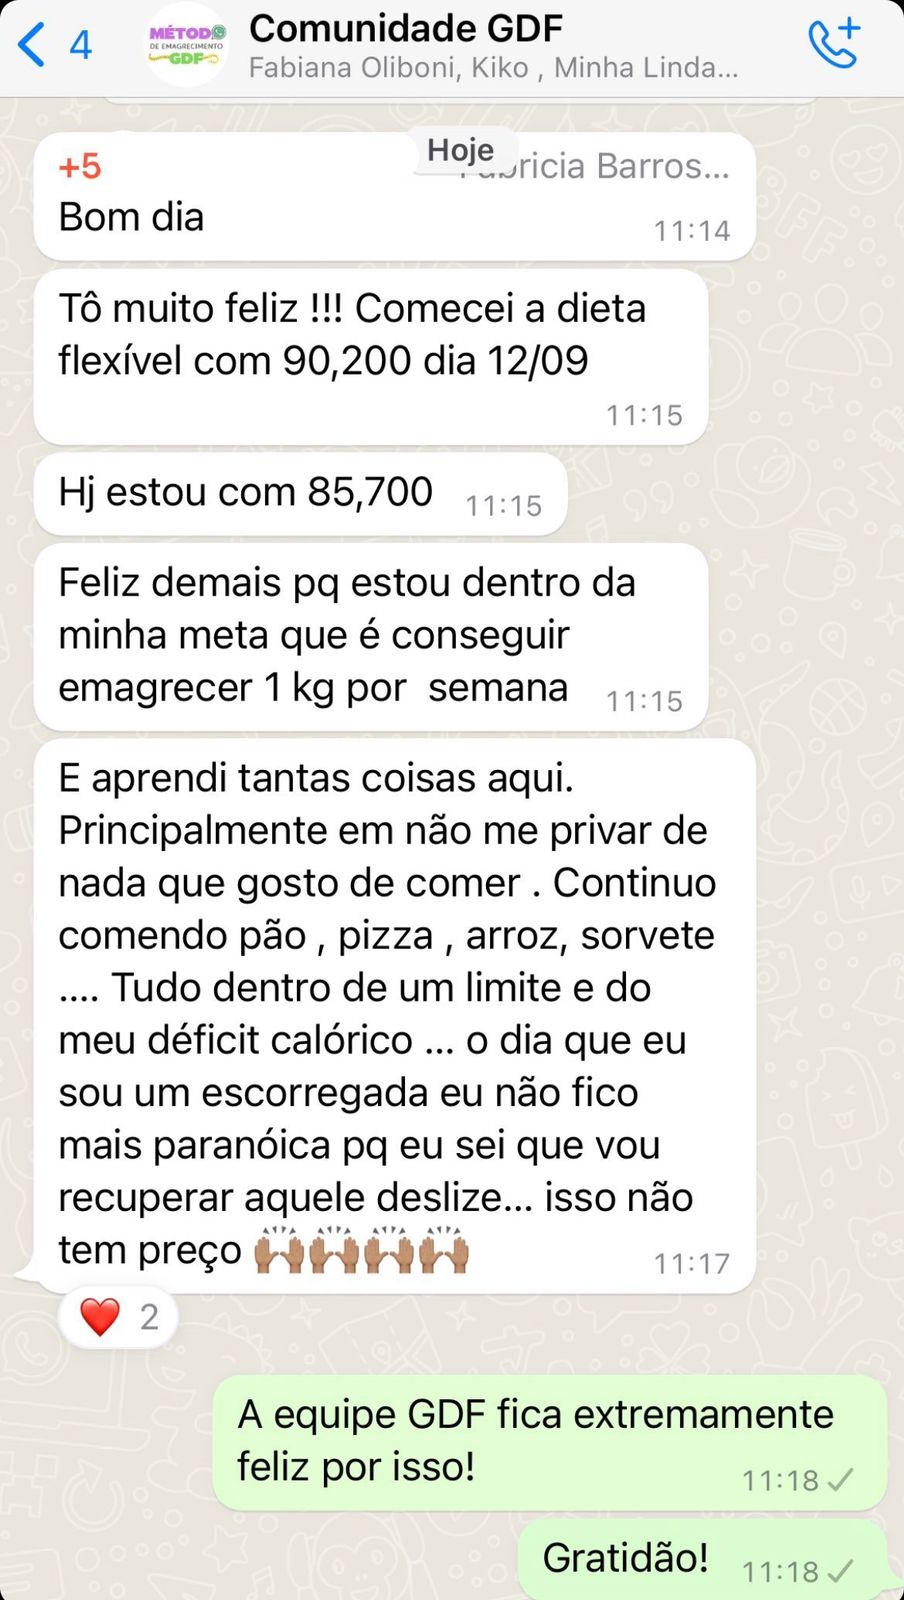 4
MÉTODO
DE EMAGRECIMENTO
GDF
Comunidade GDF
Fabiana Oliboni, Kiko , Minha Linda...
Hoje
+5
Barros...
Bom dia
11:14
Tô muito feliz !!! Comecei a dieta
flexível com 90,200 dia 12/09
11:15
Hj estou com 85,700
11:15
Feliz demais pq estou dentro da
minha meta que é conseguir
emagrecer 1 kg por  semana
11:15
E aprendi tantas coisas aqui.
Principalmente em não me privar de
nada que gosto de comer . Continuo
comendo pão , pizza , arroz, sorvete
.... Tudo dentro de um limite e do
meu déficit calórico ... o dia que eu
sou um escorregada eu não fico
mais paranóica pq eu sei que vou
recuperar aquele deslize... isso não
tem preço 🙌🏽🙌🏽🙌🏽🙌🏽
11:17
❤️ 2
A equipe GDF fica extremamente
feliz por isso!
11:18
Gratidão!
11:18